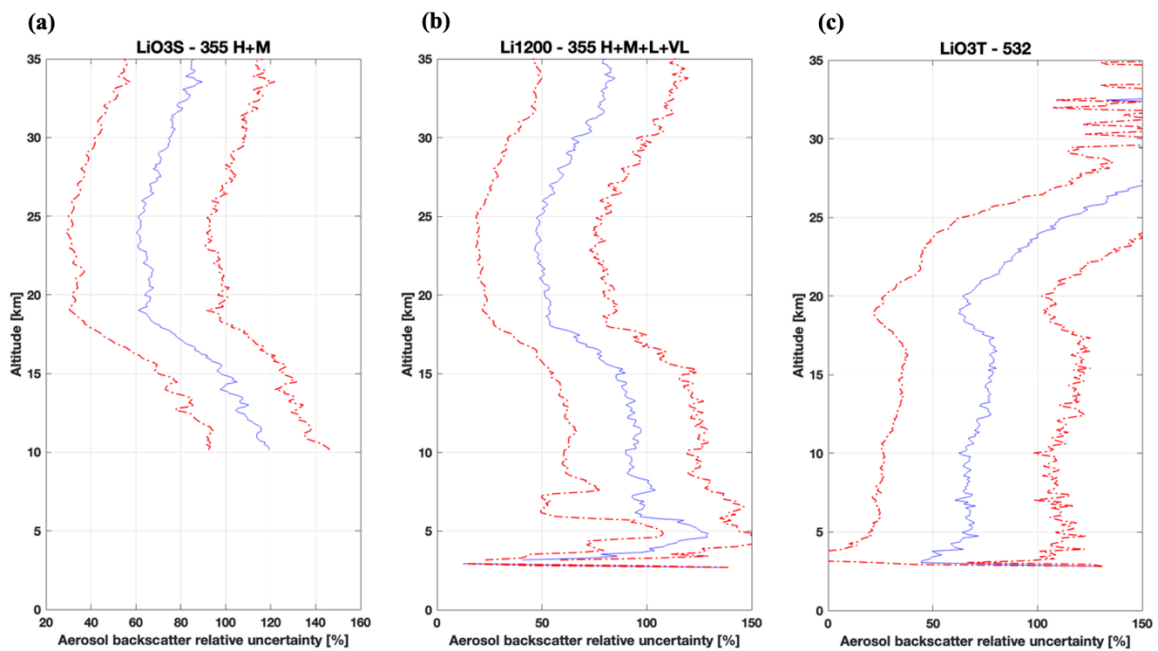 (a)
LiO3S - 355 H+M
35
30
25
20
15
10
5
0
Altitude [km]
20 40 60 80 100 120 140 160
Aerosol backscatter relative uncertainty [%]
(b)
Li1200 - 355 H+M+L+VL
35
30
25
20
15
10
5
0
Altitude [km]
0 50 100 150
Aerosol backscatter relative uncertainty [%]
(c)
LiO3T - 532
35
30
25
20
15
10
5
0
Altitude [km]
0 50 100 150
Aerosol backscatter relative uncertainty [%]